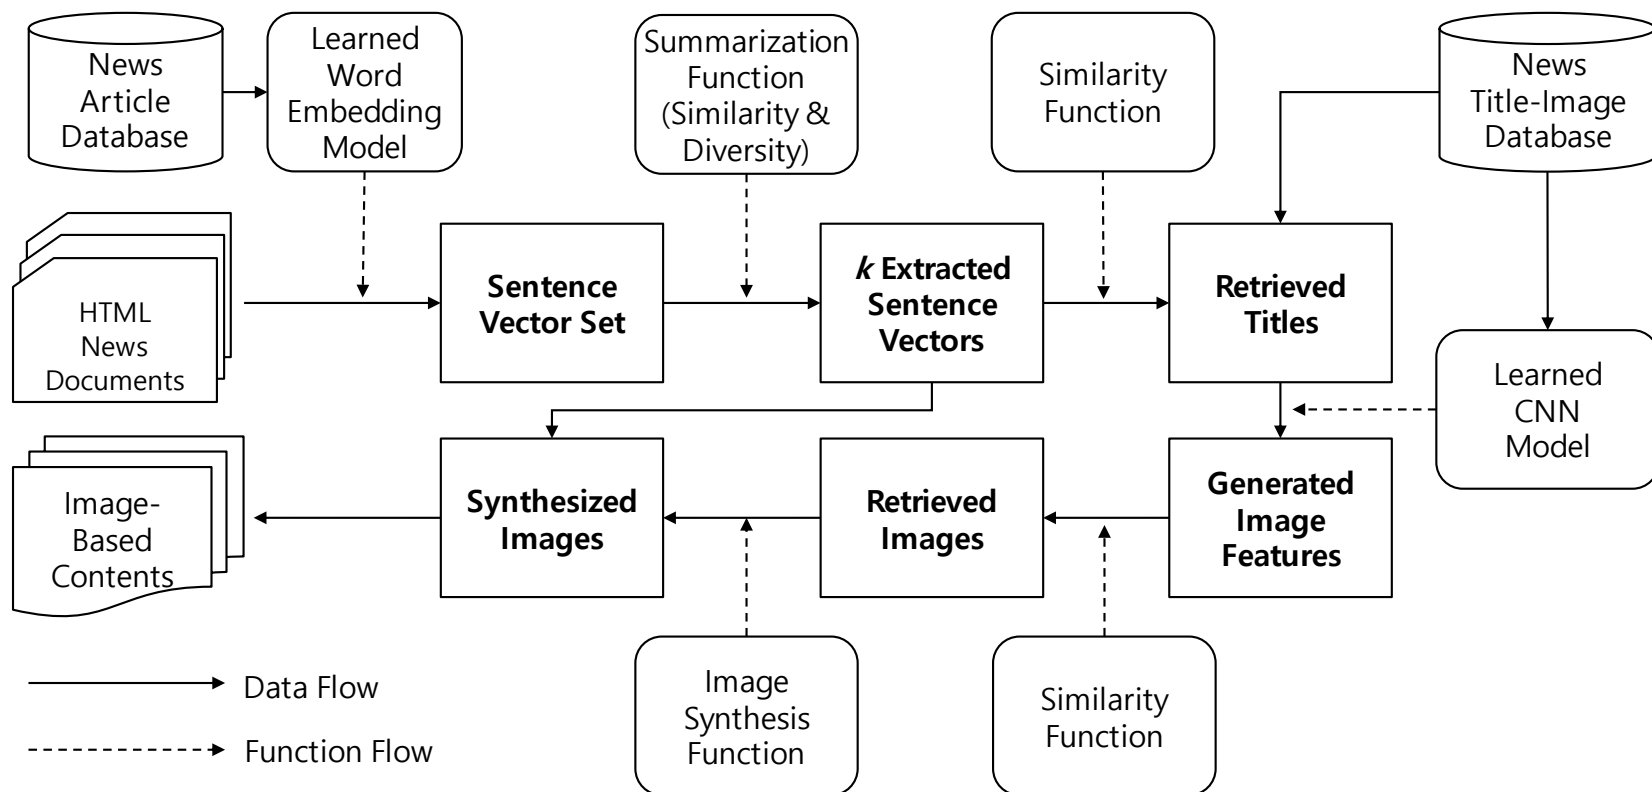 News
Article
Database
Learned
Word
Embedding
Model
Summarization
Function
(Similarity &
Diversity)
Similarity
Function
News
Title-Image
Database
HTML
News
Documents
Sentence
Vector Set
k Extracted
Sentence
Vectors
Retrieved
Titles
Learned
CNN
Model
Image-
Based
Contents
Synthesized
Images
Retrieved
Images
Generated
Image
Features
Data Flow
Function Flow
Image
Synthesis
Function
Similarity
Function